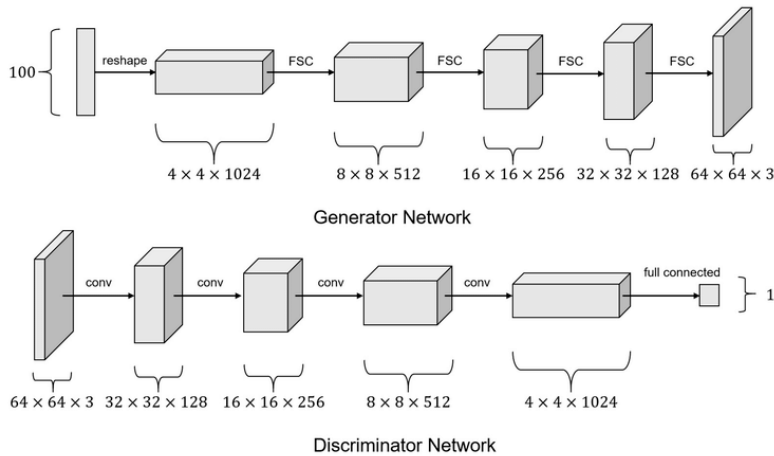 100
reshape
FSC
FSC
FSC
FSC
4 × 4 × 1024
8 × 8 × 512
16 × 16 × 256
32 × 32 × 128
64 × 64 × 3
Generator Network
conv
conv
conv
conv
full connected
1
64 × 64 × 3
32 × 32 × 128
16 × 16 × 256
8 × 8 × 512
4 × 4 × 1024
Discriminator Network